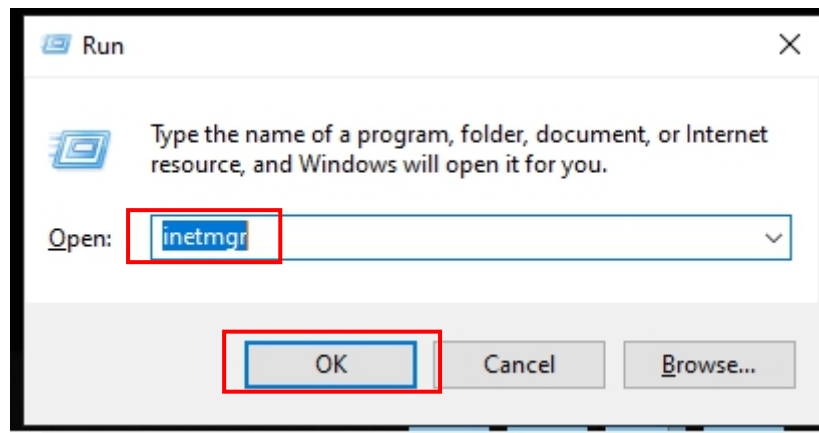 Run
Type the name of a program, folder, document, or Internet
resource, and Windows will open it for you.
Open: inetmgr
OK Cancel Browse...